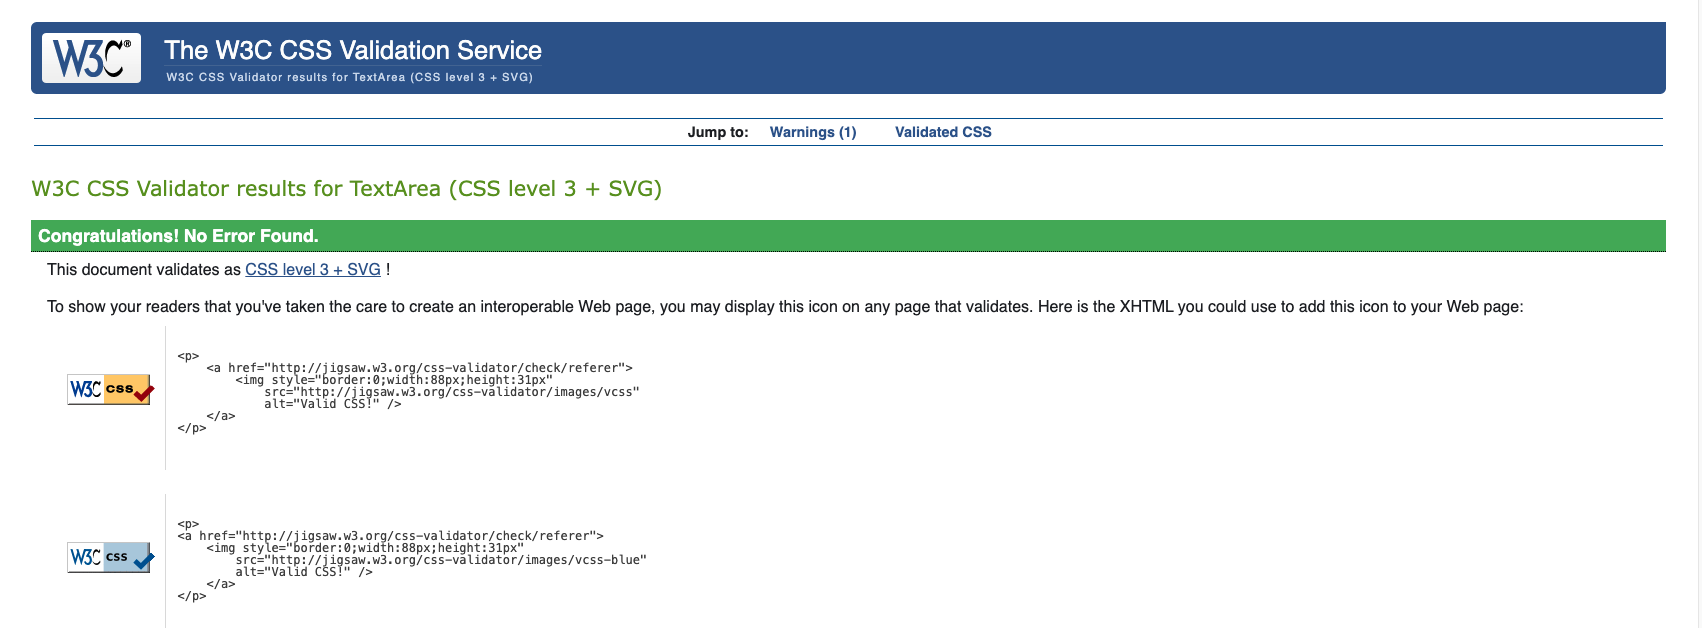 W3C®
The W3C CSS Validation Service
W3C CSS Validator results for TextArea (CSS level 3 + SVG)
Jump to: Warnings (1) Validated CSS
W3C CSS Validator results for TextArea (CSS level 3 + SVG)
Congratulations! No Error Found.
This document validates as CSS level 3 + SVG !
To show your readers that you've taken the care to create an interoperable Web page, you may display this icon on any page that validates. Here is the XHTML you could use to add this icon to your Web page:
W3C css
<p>
<a href="http://jigsaw.w3.org/css-validator/check/referer">
<img style="border:0;width:88px;height:31px"
src="http://jigsaw.w3.org/css-validator/images/vcss"
alt="Valid CSS!" />
</a>
</p>
W3C css
<p>
<a href="http://jigsaw.w3.org/css-validator/check/referer">
<img style="border:0;width:88px;height:31px"
src="http://jigsaw.w3.org/css-validator/images/vcss-blue"
alt="Valid CSS!" />
</a>
</p>